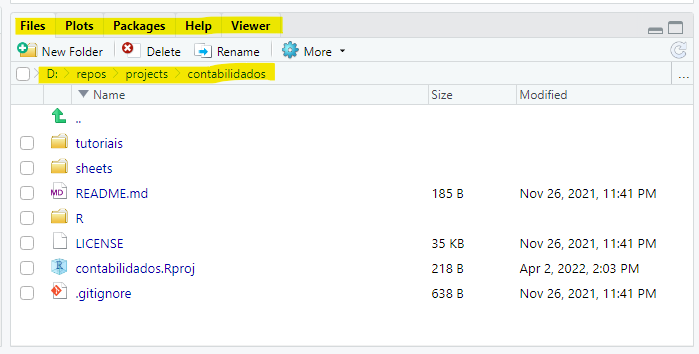 Files Plots Packages Help Viewer
New Folder Delete Rename More
D: repos projects contabilidados ...
Name Size Modified
..
tutoriais
sheets
MD README.md 185 B Nov 26, 2021, 11:41 PM
R
LICENSE 35 KB Nov 26, 2021, 11:41 PM
R contabilidados.Rproj 218 B Apr 2, 2022, 2:03 PM
.gitignore 638 B Nov 26, 2021, 11:41 PM